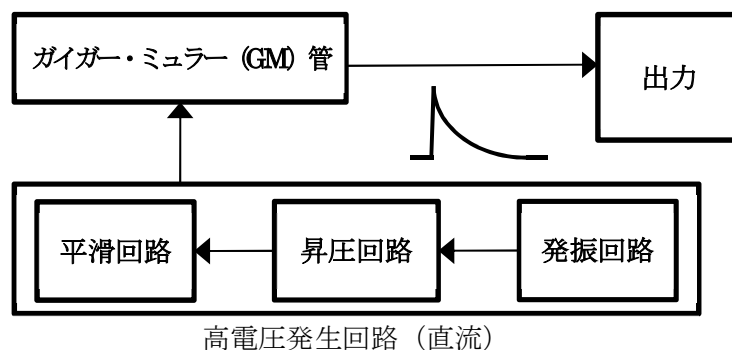 ガイガー・ミュラー (GM) 管
出力
平滑回路
昇圧回路
発振回路
高電圧発生回路（直流）